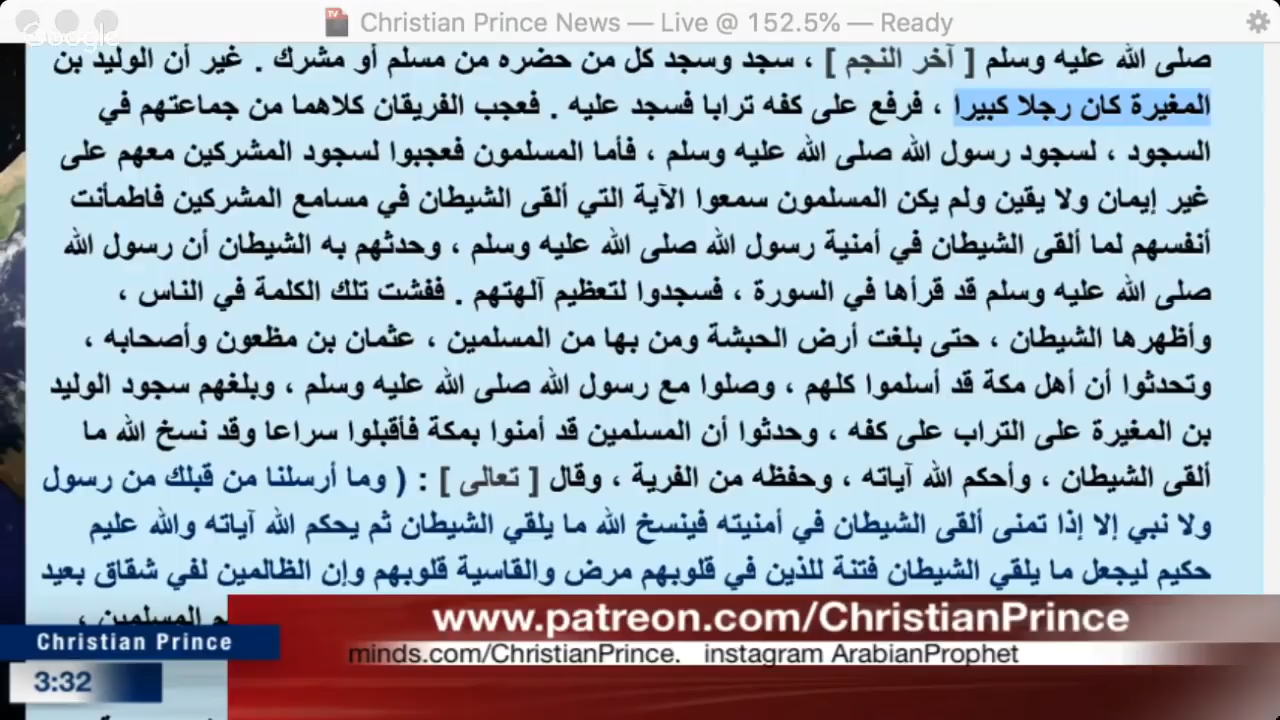 Christian Prince News — Live @ 152.5% — Ready
Google
صلى الله عليه وسلم [ آخر النجم ] ، سجد وسجد كل من حضره من مسلم أو مشرك . غير أن الوليد بن
المغيرة كان رجلا كبيرا ، فرفع على كفه ترابا فسجد عليه . فعجب الفريقان كلاهما من جماعتهم في
السجود ، لسجود رسول الله صلى الله عليه وسلم ، فأما المسلمون فعجبوا لسجود المشركين معهم على
غير إيمان ولا يقين ولم يكن المسلمون سمعوا الآية التي ألقى الشيطان في مسامع المشركين فاطمأنت
أنفسهم لما ألقى الشيطان في أمنية رسول الله صلى الله عليه وسلم ، وحدثهم به الشيطان أن رسول الله
صلى الله عليه وسلم قد قرأها في السورة ، فسجدوا لتعظيم آلهتهم . ففشت تلك الكلمة في الناس ،
وأظهرها الشيطان ، حتى بلغت أرض الحبشة ومن بها من المسلمين ، عثمان بن مظعون وأصحابه ،
وتحدثوا أن أهل مكة قد أسلموا كلهم ، وصلوا مع رسول الله صلى الله عليه وسلم ، وبلغهم سجود الوليد
بن المغيرة على التراب على كفه ، وحدثوا أن المسلمين قد أمنوا بمكة فأقبلوا سراعا وقد نسخ الله ما
ألقى الشيطان ، وأحكم الله آياته ، وحفظه من الفرية ، وقال [ تعالى ] : ( وما أرسلنا من قبلك من رسول
ولا نبي إلا إذا تمنى ألقى الشيطان في أمنيته فينسخ الله ما يلقي الشيطان ثم يحكم الله آياته والله عليم
حكيم ليجعل ما يلقي الشيطان فتنة للذين في قلوبهم مرض والقاسية قلوبهم وإن الظالمين لفي شقاق بعيد
المسلمين ،
www.patreon.com/ChristianPrince
Christian Prince
minds.com/ChristianPrince. instagram ArabianProphet
3:32